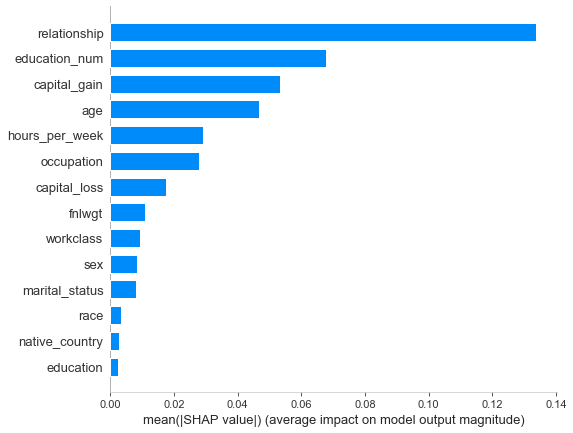 relationship
education_num
capital_gain
age
hours_per_week
occupation
capital_loss
fnlwgt
workclass
sex
marital_status
race
native_country
education
0.00 0.02 0.04 0.06 0.08 0.10 0.12 0.14
mean(|SHAP value|) (average impact on model output magnitude)